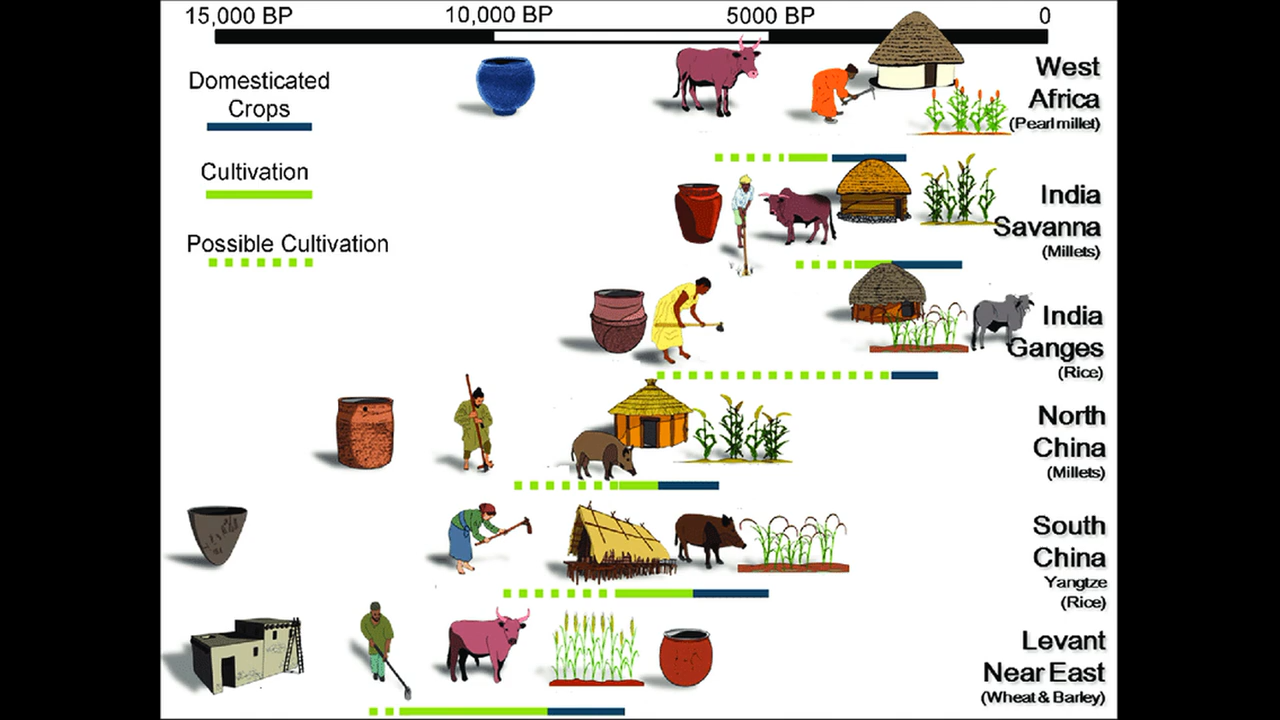 15,000 BP
10,000 BP
5000 BP
0
Domesticated
Crops
Cultivation
Possible Cultivation
West
Africa
(Pearl millet)
India
Savanna
(Millets)
India
Ganges
(Rice)
North
China
(Millets)
South
China
Yangtze
(Rice)
Levant
Near East
(Wheat & Barley)